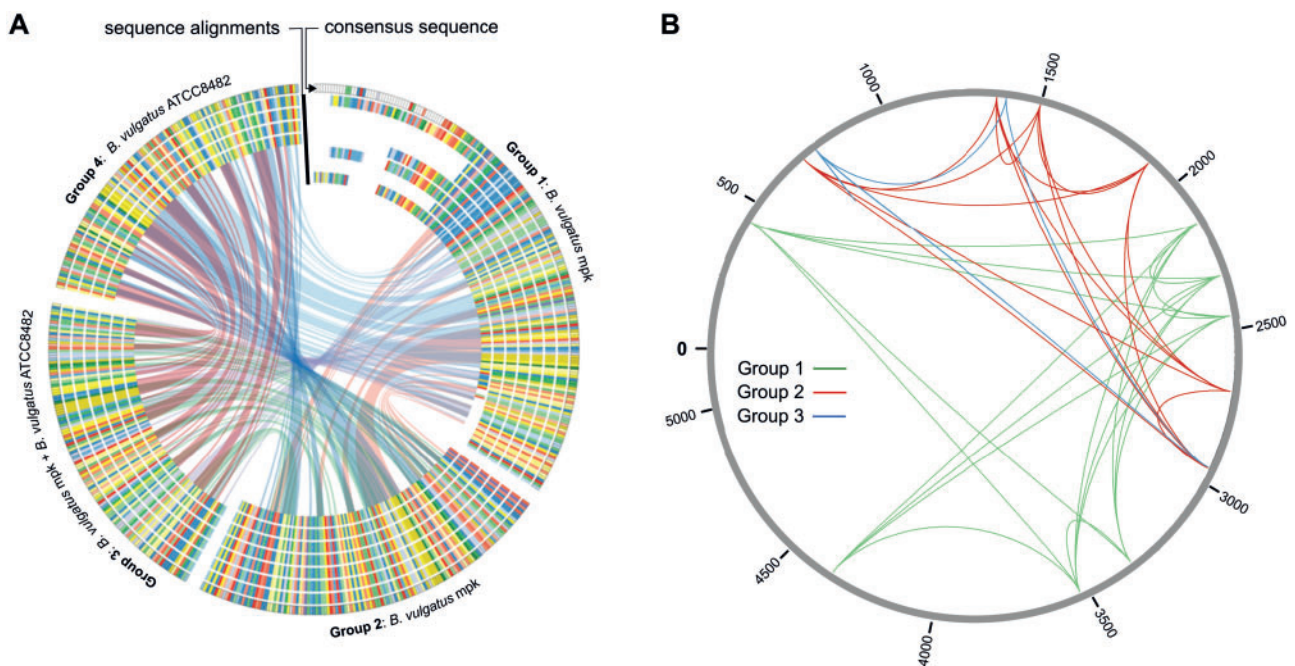 A
sequence alignments
consensus sequence
Group 4: B. vulgatus ATCC8482
Group 1: B. vulgatus mpk
Group 3: B. vulgatus mpk + B. vulgatus ATCC8482
Group 2: B. vulgatus mpk
B
1000
1500
500
2000
0
2500
5000
Group 1
Group 2
Group 3
3000
4500
3500
4000